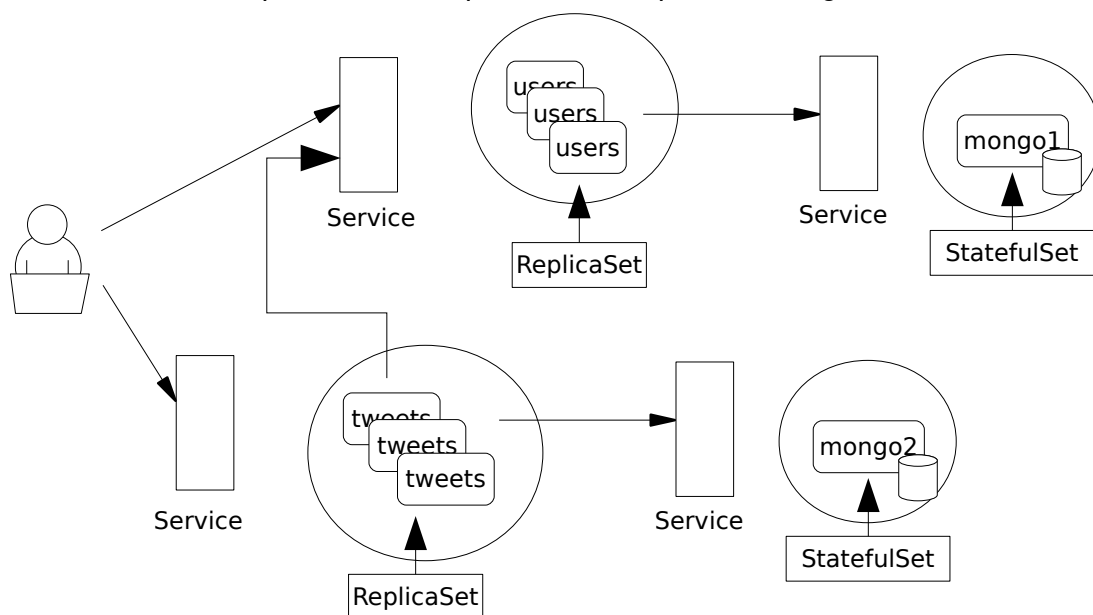 users
users
users
mongo1
Service
Service
ReplicaSet
StatefulSet
tweets
tweets
tweets
mongo2
Service
Service
StatefulSet
ReplicaSet